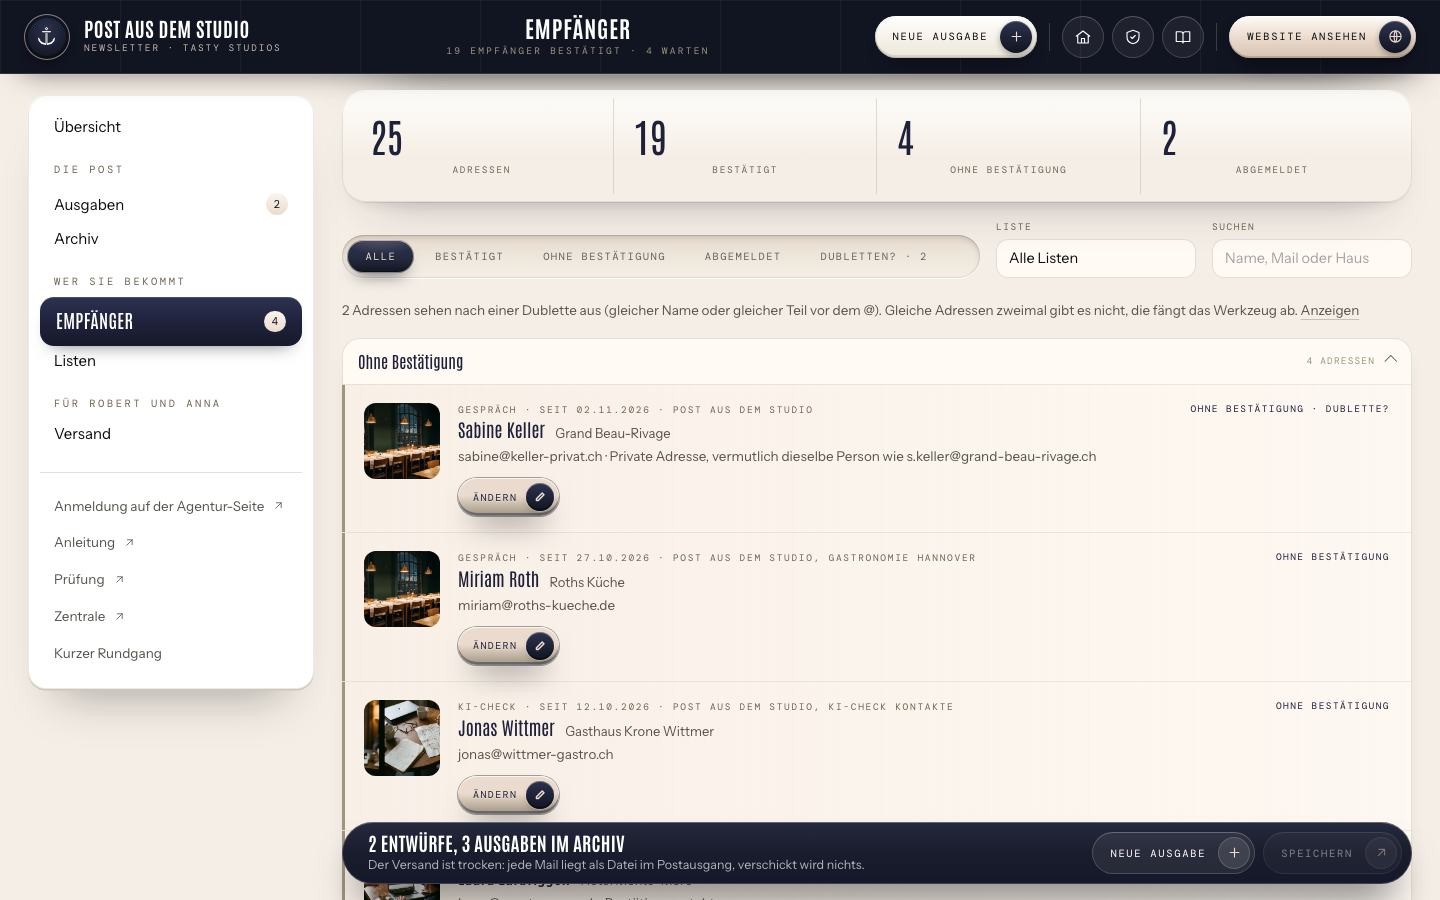 POST AUS DEM STUDIO
NEWSLETTER · TASTY STUDIOS
EMPFÄNGER
19 EMPFÄNGER BESTÄTIGT · 4 WARTEN
NEUE AUSGABE
WEBSITE ANSEHEN
Übersicht
DIE POST
Ausgaben 2
Archiv
WER SIE BEKOMMT
EMPFÄNGER 4
Listen
FÜR ROBERT UND ANNA
Versand
Anmeldung auf der Agentur-Seite
Anleitung
Prüfung
Zentrale
Kurzer Rundgang
25
ADRESSEN
19
BESTÄTIGT
4
OHNE BESTÄTIGUNG
2
ABGEMELDET
ALLE
BESTÄTIGT
OHNE BESTÄTIGUNG
ABGEMELDET
DUBLETTEN? · 2
LISTE
Alle Listen
SUCHEN
Name, Mail oder Haus
2 Adressen sehen nach einer Dublette aus (gleicher Name oder gleicher Teil vor dem @). Gleiche Adressen zweimal gibt es nicht, die fängt das Werkzeug ab. Anzeigen
Ohne Bestätigung
4 ADRESSEN
GESPRÄCH · SEIT 02.11.2026 · POST AUS DEM STUDIO
OHNE BESTÄTIGUNG · DUBLETTE?
Sabine Keller Grand Beau-Rivage
sabine@keller-privat.ch · Private Adresse, vermutlich dieselbe Person wie s.keller@grand-beau-rivage.ch
ÄNDERN
GESPRÄCH · SEIT 27.10.2026 · POST AUS DEM STUDIO, GASTRONOMIE HANNOVER
OHNE BESTÄTIGUNG
Miriam Roth Roths Küche
miriam@roths-kueche.de
ÄNDERN
KI-CHECK · SEIT 12.10.2026 · POST AUS DEM STUDIO, KI-CHECK KONTAKTE
OHNE BESTÄTIGUNG
Jonas Wittmer Gasthaus Krone Wittmer
jonas@wittmer-gastro.ch
ÄNDERN
2 ENTWÜRFE, 3 AUSGABEN IM ARCHIV
Der Versand ist trocken: jede Mail liegt als Datei im Postausgang, verschickt wird nichts.
NEUE AUSGABE
SPEICHERN